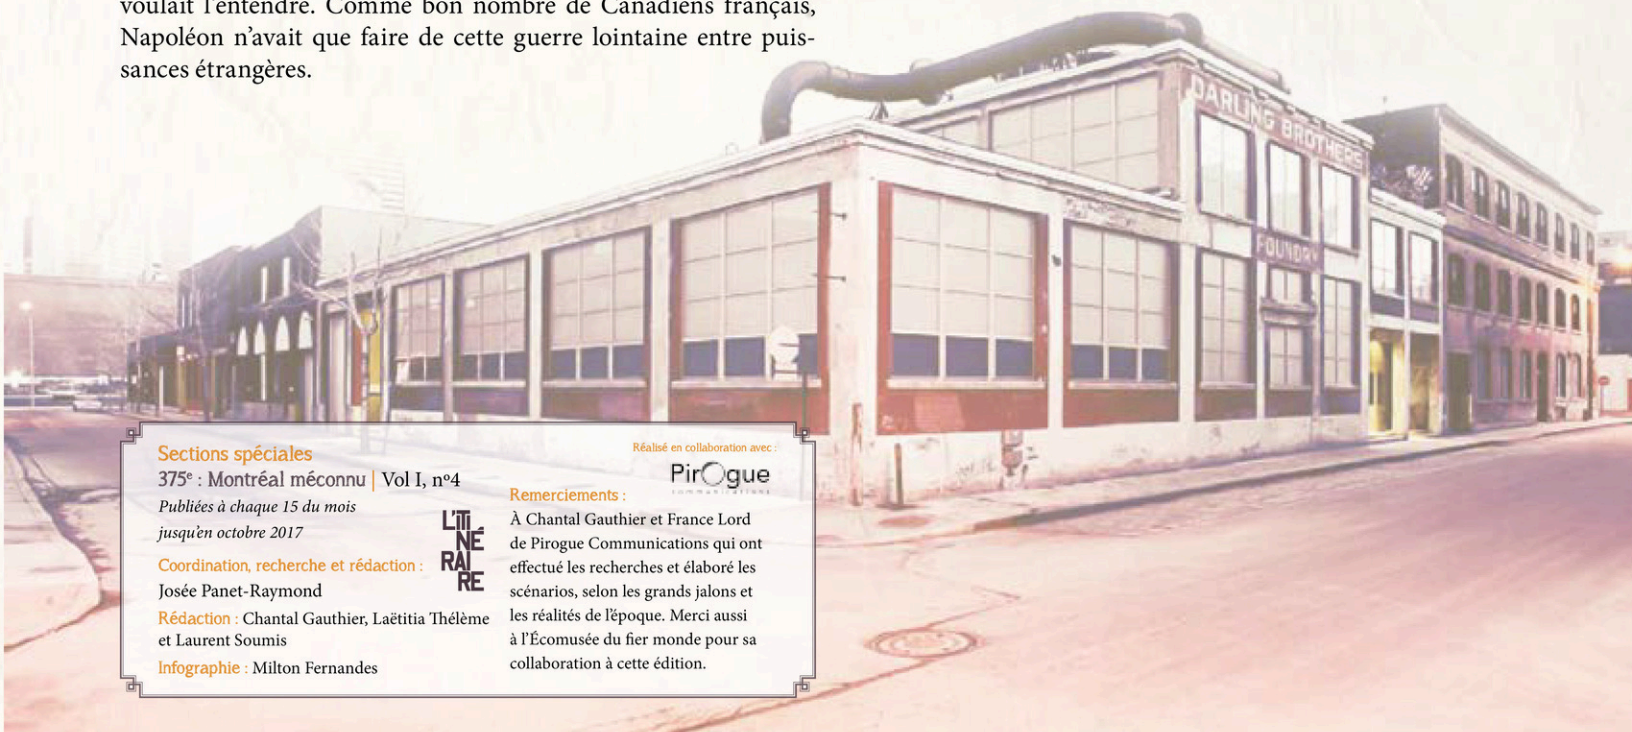 voulait l'entendre. Comme bon nombre de Canadiens français,
Napoléon n'avait que faire de cette guerre lointaine entre puis-
sances étrangères.
DARLING BROTHERS
FOUNDRY
Sections spéciales
375e : Montréal méconnu | Vol I, nº4
Publiées à chaque 15 du mois
jusqu'en octobre 2017
L'ITI
NÉ
RAI
RE
Coordination, recherche et rédaction :
Josée Panet-Raymond
Rédaction : Chantal Gauthier, Laëtitia Thélème
et Laurent Soumis
Infographie : Milton Fernandes
Réalisé en collaboration avec :
PirOgue
communications
Remerciements :
À Chantal Gauthier et France Lord
de Pirogue Communications qui ont
effectué les recherches et élaboré les
scénarios, selon les grands jalons et
les réalités de l'époque. Merci aussi
à l'Écomusée du fier monde pour sa
collaboration à cette édition.